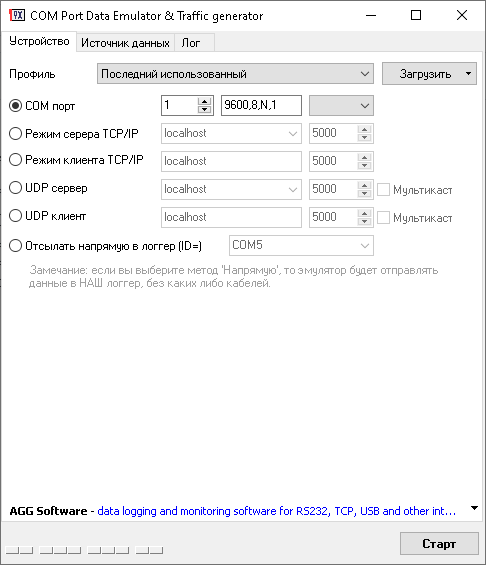 COM Port Data Emulator & Traffic generator
Устройство Источник данных Лог
Профиль Последний использованный Загрузить
COM порт 1 9600,8,N,1
Режим серера TCP/IP localhost 5000
Режим клиента TCP/IP localhost 5000
UDP сервер localhost 5000 Мультикаст
UDP клиент localhost 5000 Мультикаст
Отсылать напрямую в логгер (ID=) COM5
Замечание: если вы выберите метод 'Напрямую', то эмулятор будет отправлять
данные в НАШ логгер, без каких либо кабелей.
AGG Software - data logging and monitoring software for RS232, TCP, USB and other int...
Старт